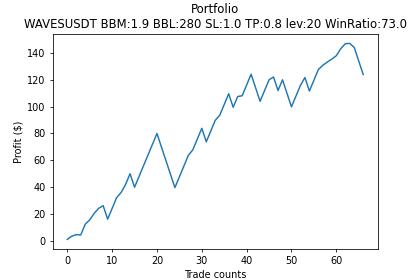 Portfolio
WAVESUSDT BBM:1.9 BBL:280 SL:1.0 TP:0.8 lev:20 WinRatio:73.0
140
120
100
80
60
40
20
0
Profit ($)
0 10 20 30 40 50 60
Trade counts